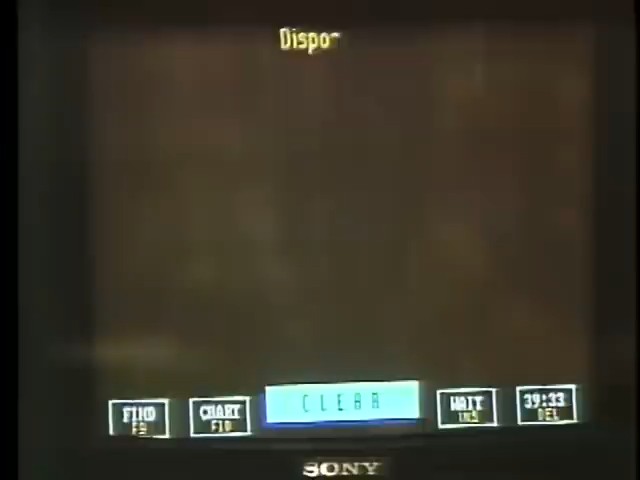 Dispo
FIND
F9
CHART
F10
CLEAR
WAIT
INS
39:33
DEL
SONY